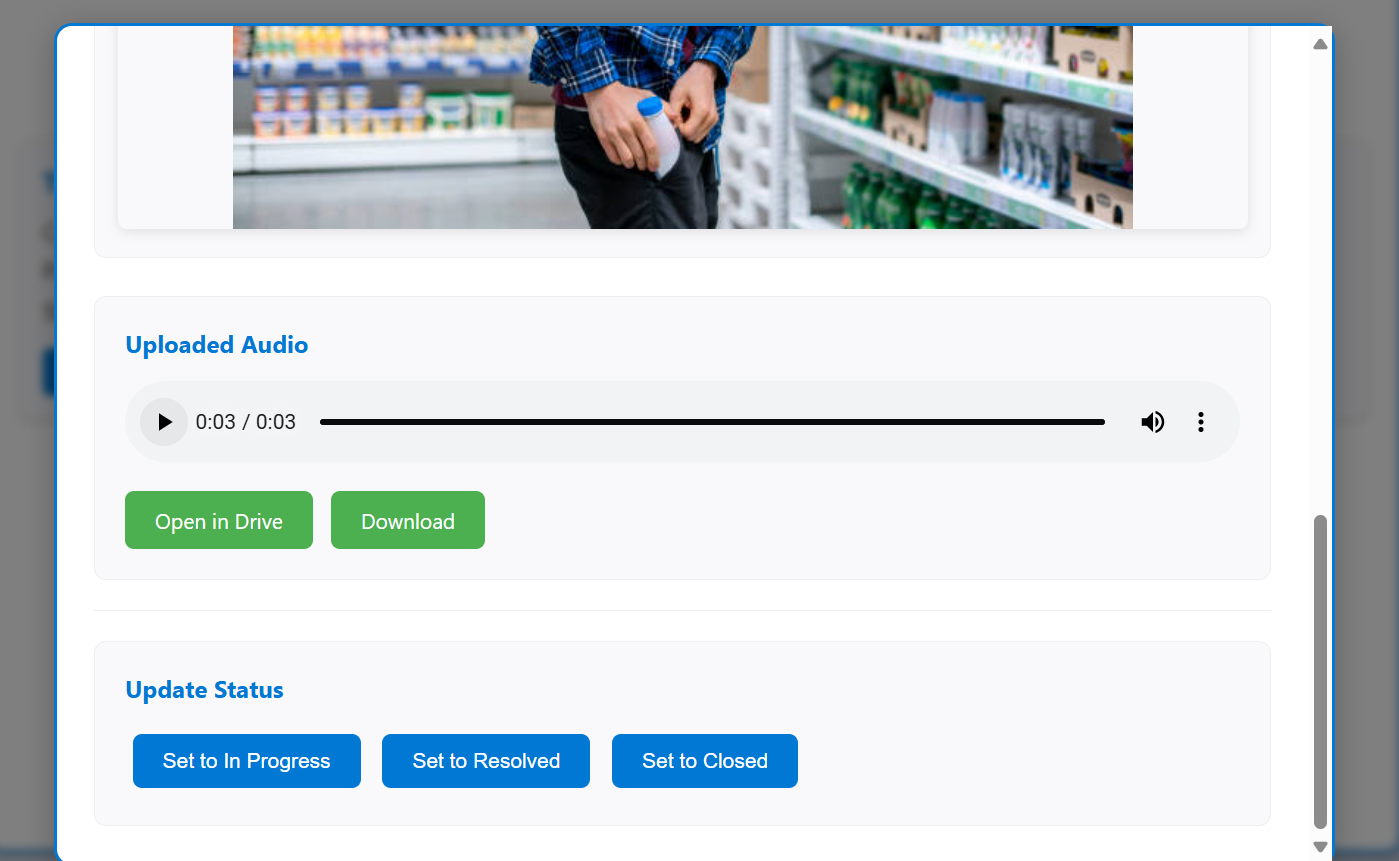 Uploaded Audio
0:03 / 0:03
Open in Drive Download
Update Status
Set to In Progress Set to Resolved Set to Closed